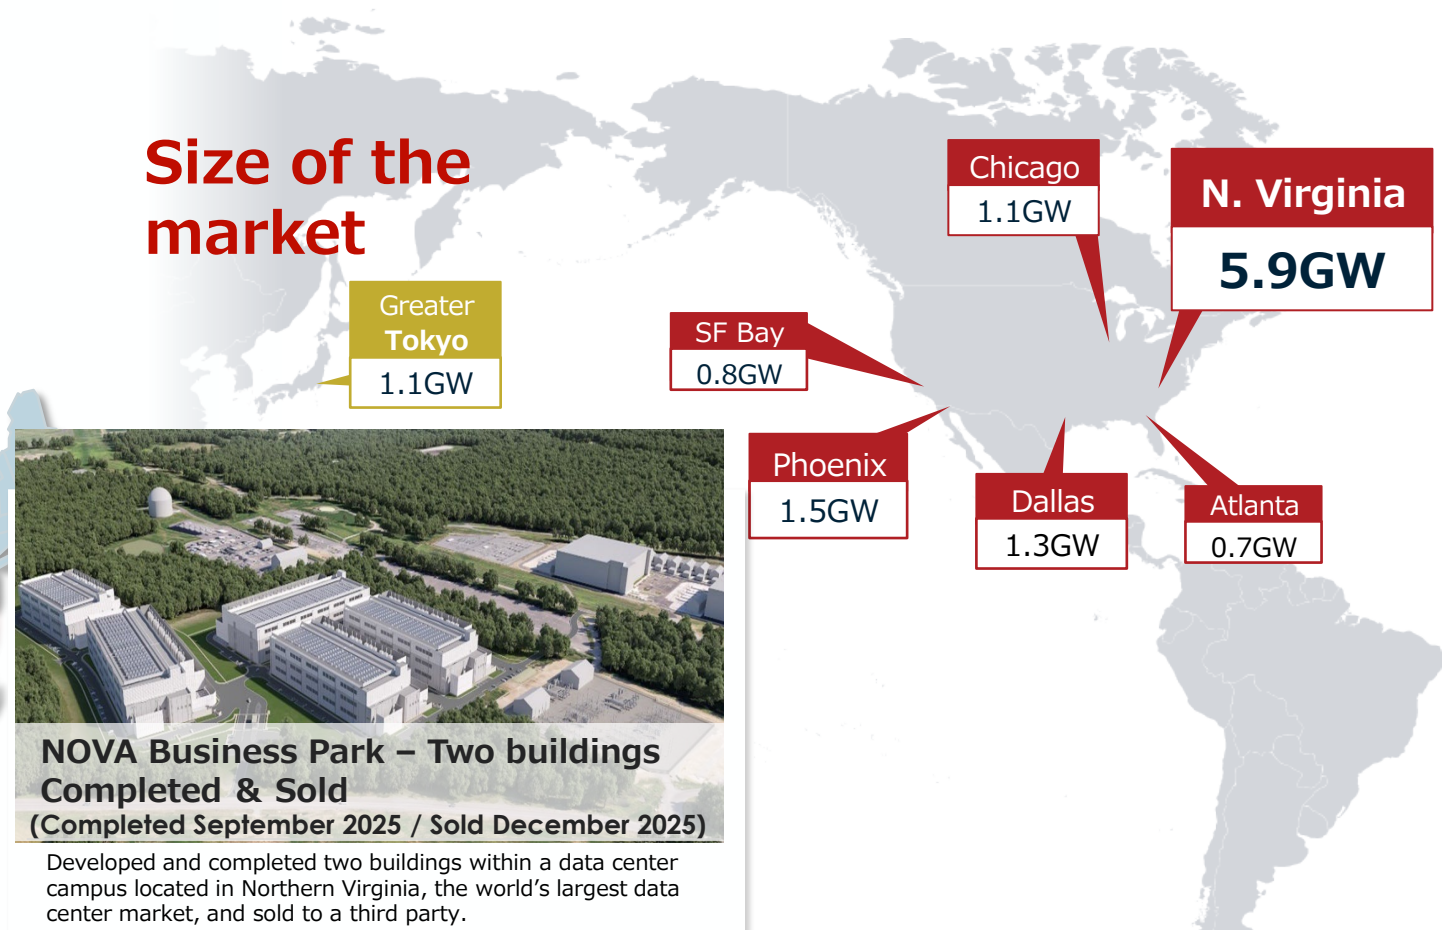 Size of the
market
Chicago
1.1GW
N. Virginia
5.9GW
Greater
Tokyo
1.1GW
SF Bay
0.8GW
Phoenix
1.5GW
Dallas
1.3GW
Atlanta
0.7GW
NOVA Business Park – Two buildings
Completed & Sold
(Completed September 2025 / Sold December 2025)
Developed and completed two buildings within a data center
campus located in Northern Virginia, the world’s largest data
center market, and sold to a third party.